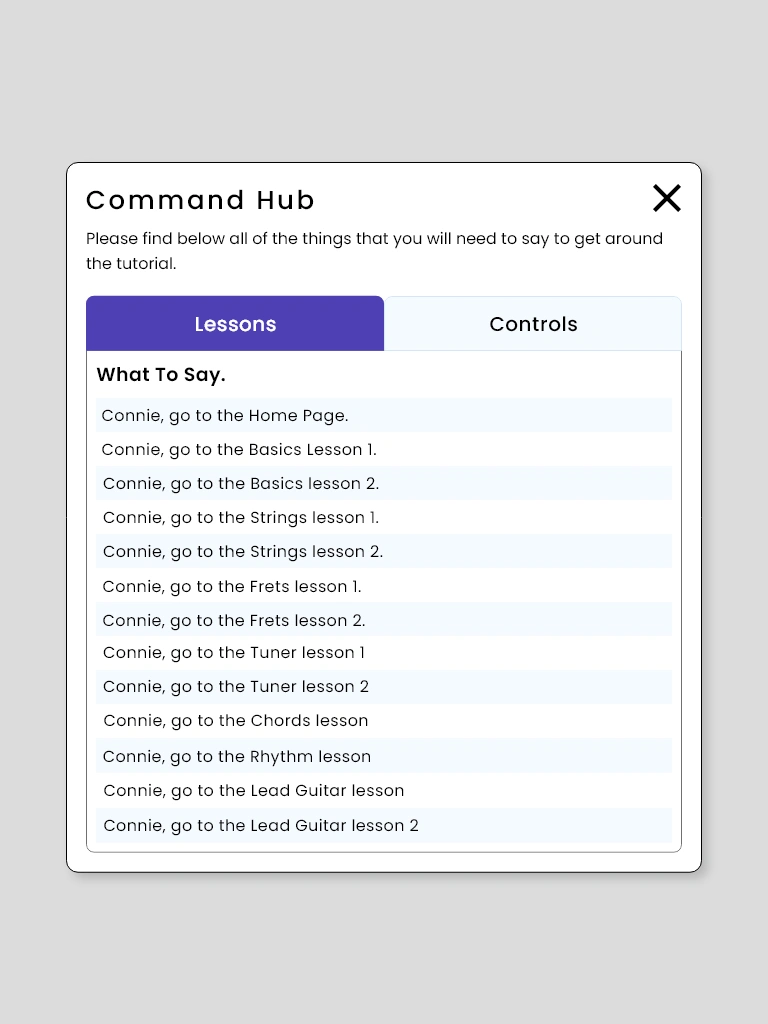 Command Hub
Please find below all of the things that you will need to say to get around
the tutorial.
Lessons
Controls
What To Say.
Connie, go to the Home Page.
Connie, go to the Basics Lesson 1.
Connie, go to the Basics lesson 2.
Connie, go to the Strings lesson 1.
Connie, go to the Strings lesson 2.
Connie, go to the Frets lesson 1.
Connie, go to the Frets lesson 2.
Connie, go to the Tuner lesson 1
Connie, go to the Tuner lesson 2
Connie, go to the Chords lesson
Connie, go to the Rhythm lesson
Connie, go to the Lead Guitar lesson
Connie, go to the Lead Guitar lesson 2